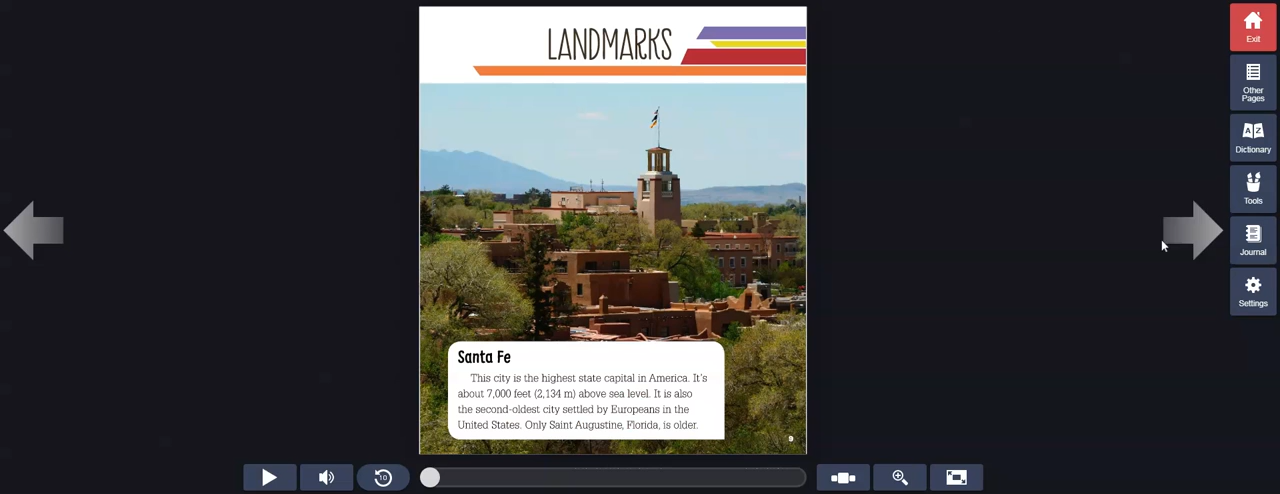 LANDMARKS
Santa Fe
This city is the highest state capital in America. It's
about 7,000 feet (2,134 m) above sea level. It is also
the second-oldest city settled by Europeans in the
United States. Only Saint Augustine, Florida, is older.
9
Exit
Other
Pages
A Z
Dictionary
Tools
Journal
Settings
10